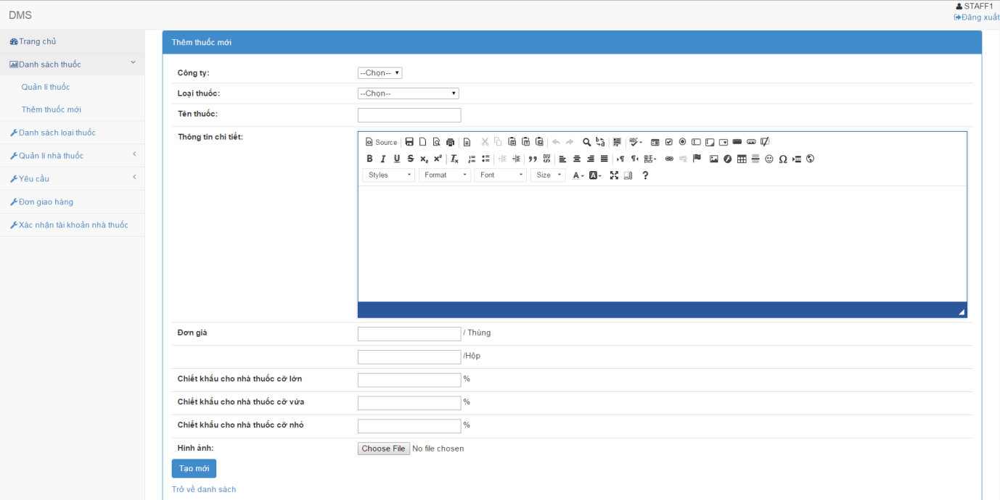 DMS
STAFF1
Đăng xuất
Trang chủ
Danh sách thuốc
Quản lí thuốc
Thêm thuốc mới
Danh sách loại thuốc
Quản lí nhà thuốc
Yêu cầu
Đơn giao hàng
Xác nhận tài khoản nhà thuốc
Thêm thuốc mới
Công ty: --Chọn--
Loại thuốc: --Chọn--
Tên thuốc:
Thông tin chi tiết:
Source
Styles Format Font Size
Đơn giá / Thùng
/Hộp
Chiết khấu cho nhà thuốc cỡ lớn %
Chiết khấu cho nhà thuốc cỡ vừa %
Chiết khấu cho nhà thuốc cỡ nhỏ %
Hình ảnh: Choose File No file chosen
Tạo mới
Trở về danh sách